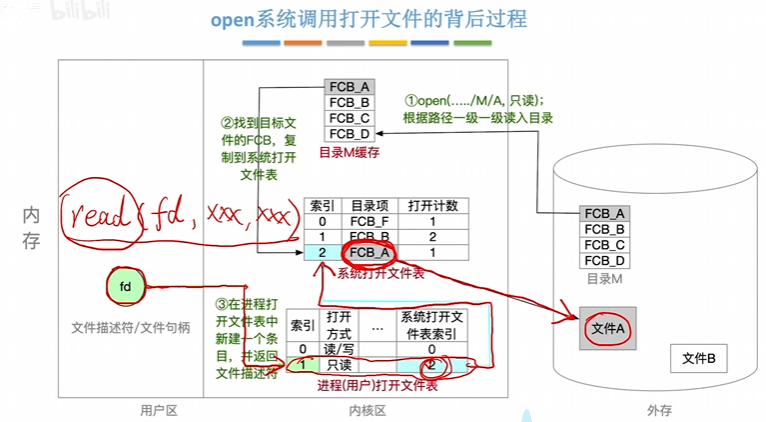 bilibili
open系统调用打开文件的背后过程
FCB_A
FCB_B
FCB_C
FCB_D
目录M缓存
①open(…../M/A, 只读);
根据路径一级一级读入目录
②找到目标文
件的FCB，复
制到系统打开
文件表
内存
read(fd, xxx, xxx)
索引 目录项 打开计数
0 FCB_F 1
1 FCB_B 2
2 FCB_A 1
系统打开文件表
FCB_A
FCB_B
FCB_C
FCB_D
目录M
fd
文件描述符/文件句柄
③在进程打
开文件表中
新建一个条
目，并返回
文件描述符
索引 打开方式 … 系统打开文件表索引
0 读/写 0
1 只读 2
进程(用户)打开文件表
文件A
文件B
用户区
内核区
外存